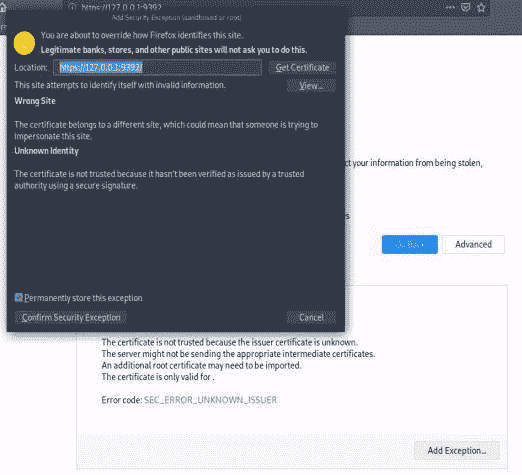 https://127.0.0.1:9392
Add Security Exception (sandboxed or root)
You are about to override how Firefox identifies this site.
Legitimate banks, stores, and other public sites will not ask you to do this.
Location: https://127.0.0.1:9392/ Get Certificate
This site attempts to identify itself with invalid information. View...
Wrong Site
The certificate belongs to a different site, which could mean that someone is trying to
impersonate this site.
Unknown Identity
The certificate is not trusted because it hasn't been verified as issued by a trusted
authority using a secure signature.
ct your information from being stolen,
s
Advanced
Permanently store this exception
Confirm Security Exception Cancel
The certificate is not trusted because the issuer certificate is unknown.
The server might not be sending the appropriate intermediate certificates.
An additional root certificate may need to be imported.
The certificate is only valid for .
Error code: SEC_ERROR_UNKNOWN_ISSUER
Add Exception...